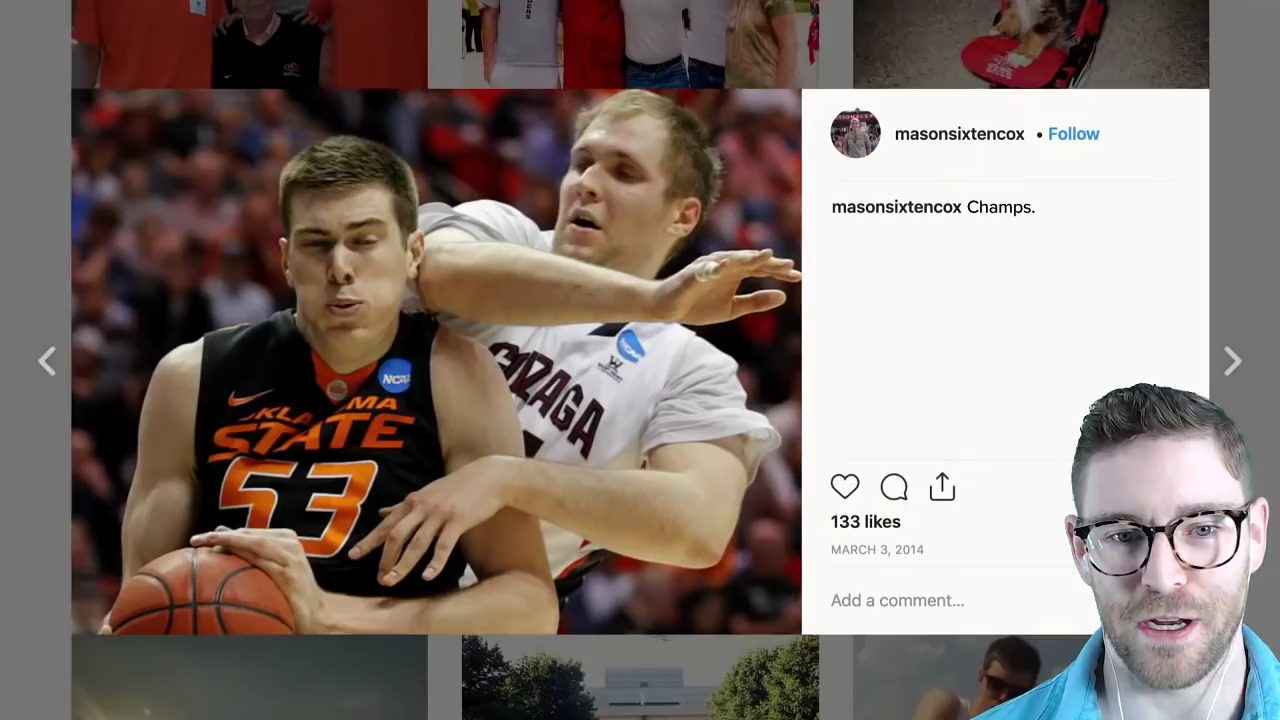 masonsixtencox • Follow
masonsixtencox Champs.
NCAA
STATE
53
133 likes
MARCH 3, 2014
Add a comment...